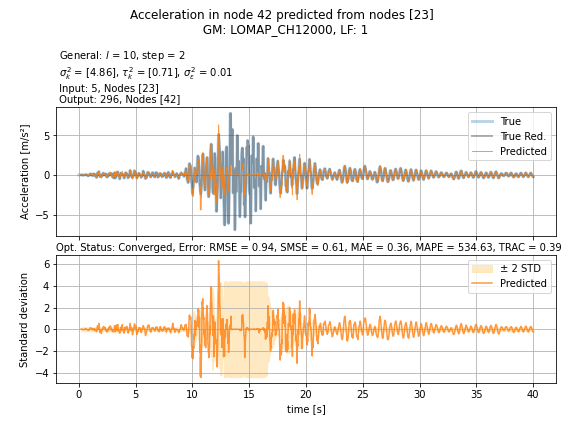 Acceleration in node 42 predicted from nodes [23]
GM: LOMAP_CH12000, LF: 1
General: l = 10, step = 2
σ²ₖ = [4.86], τ²ₖ = [0.71], σ²ε = 0.01
Input: 5, Nodes [23]
Output: 296, Nodes [42]
Acceleration [m/s²]
5
0
−5
True
True Red.
Predicted
Opt. Status: Converged, Error: RMSE = 0.94, SMSE = 0.61, MAE = 0.36, MAPE = 534.63, TRAC = 0.39
Standard deviation
6
4
2
0
−2
−4
± 2 STD
Predicted
0 5 10 15 20 25 30 35 40
time [s]